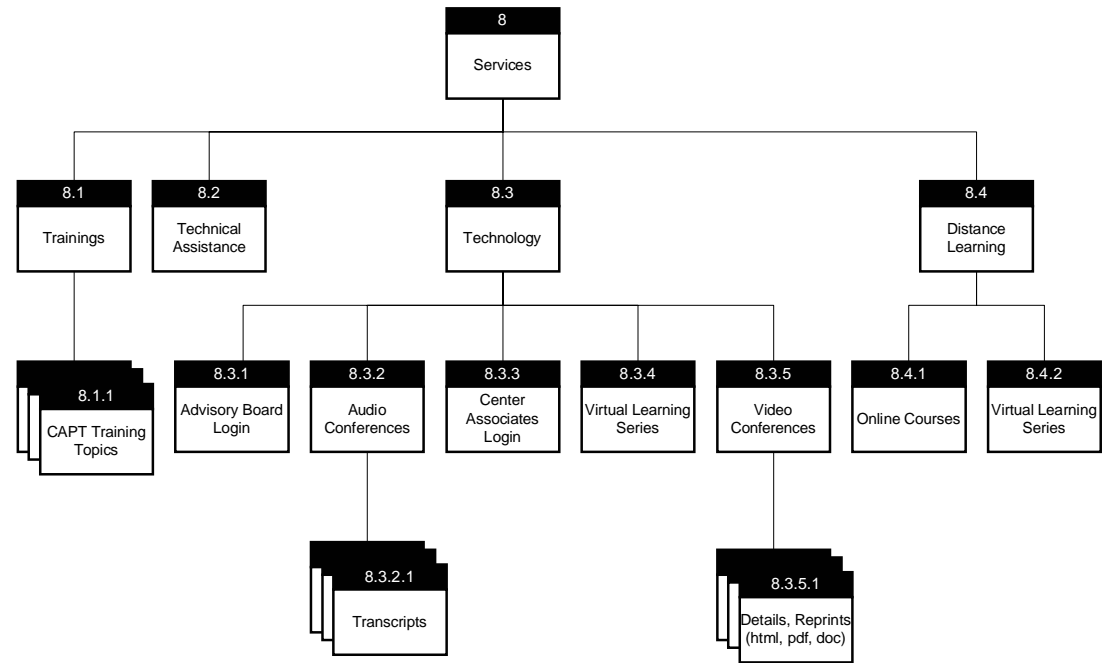 8
Services
8.1
Trainings
8.2
Technical
Assistance
8.3
Technology
8.4
Distance
Learning
8.1.1
CAPT Training
Topics
8.3.1
Advisory Board
Login
8.3.2
Audio
Conferences
8.3.3
Center
Associates
Login
8.3.4
Virtual Learning
Series
8.3.5
Video
Conferences
8.4.1
Online Courses
8.4.2
Virtual Learning
Series
8.3.2.1
Transcripts
8.3.5.1
Details, Reprints
(html, pdf, doc)